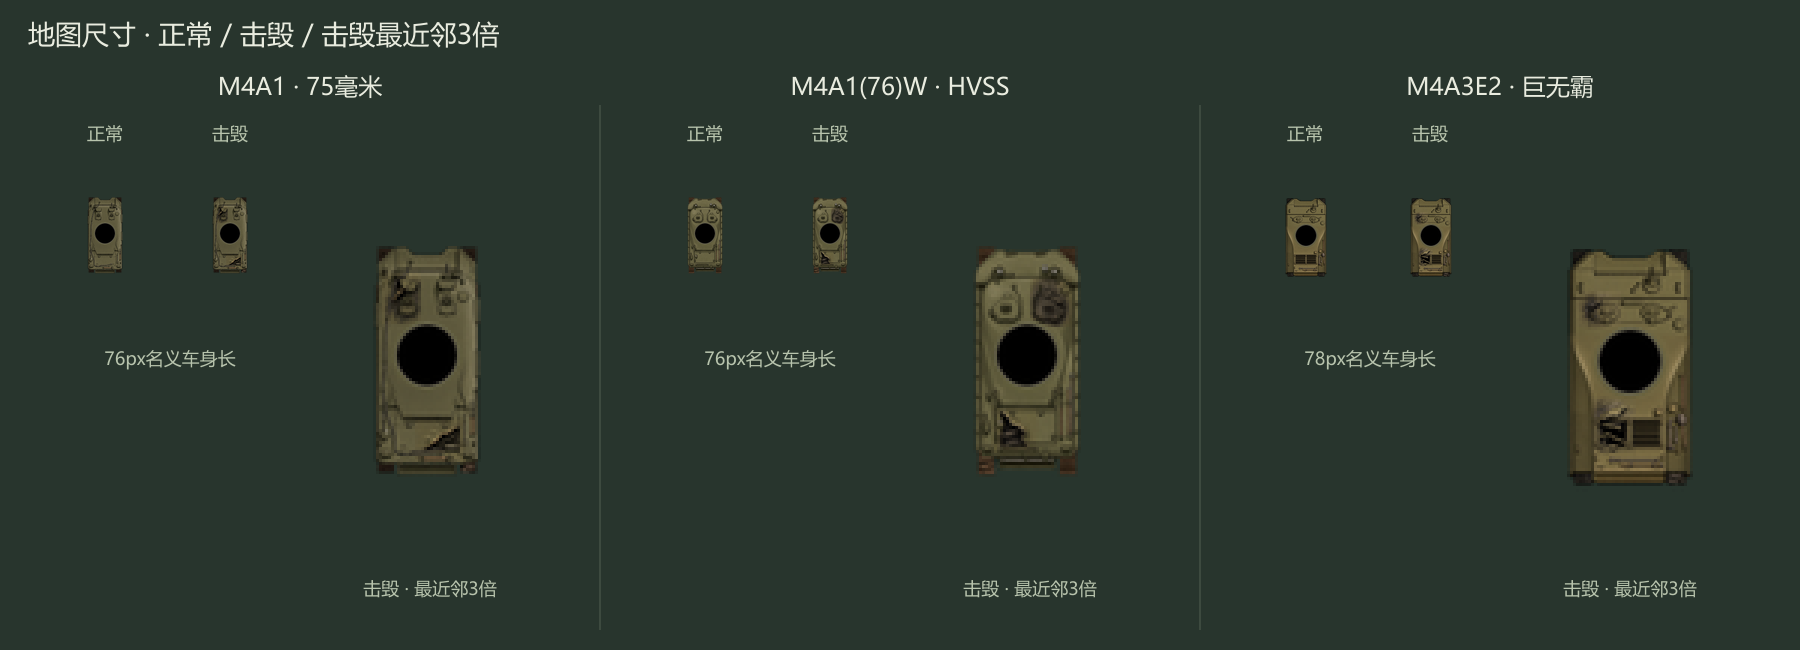 地图尺寸 · 正常 / 击毁 / 击毁最近邻3倍
M4A1 · 75毫米
正常
击毁
76px名义车身长
击毁 · 最近邻3倍
M4A1(76)W · HVSS
正常
击毁
76px名义车身长
击毁 · 最近邻3倍
M4A3E2 · 巨无霸
正常
击毁
78px名义车身长
击毁 · 最近邻3倍